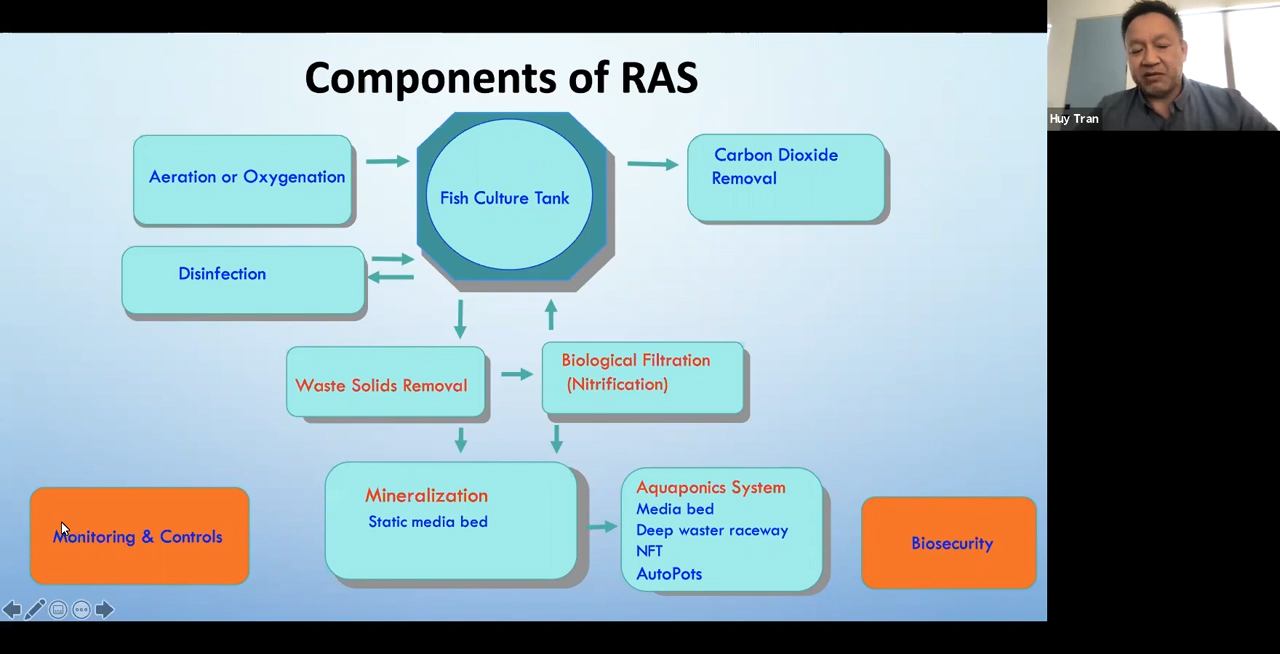 Components of RAS
Huy Tran
Aeration or Oxygenation
Fish Culture Tank
Carbon Dioxide
Removal
Disinfection
Waste Solids Removal
Biological Filtration
(Nitrification)
Mineralization
Static media bed
Aquaponics System
Media bed
Deep waster raceway
NFT
AutoPots
Monitoring & Controls
Biosecurity